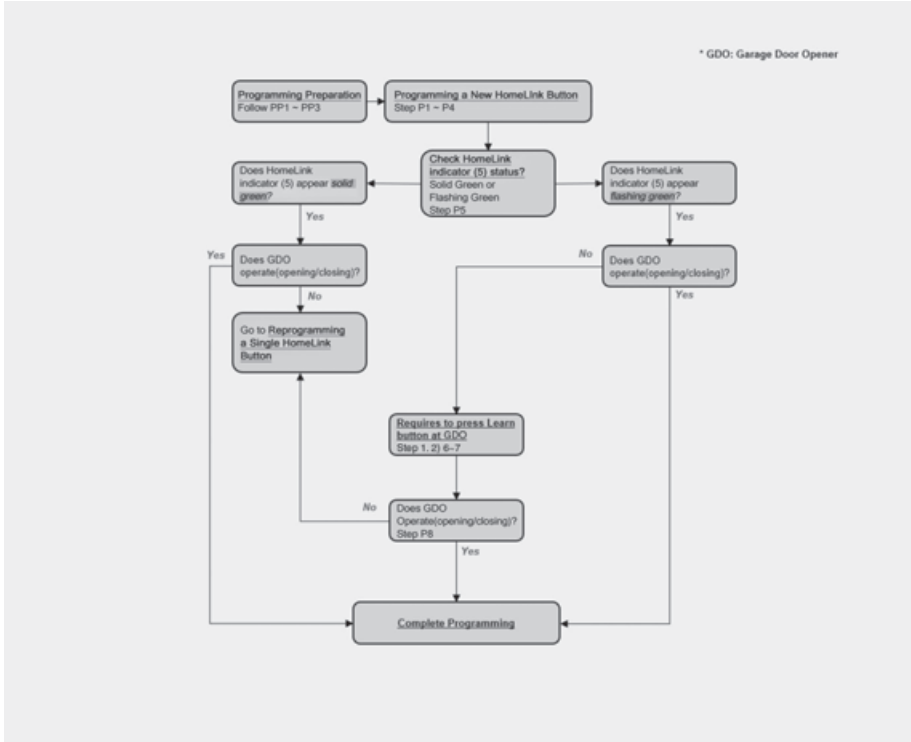 * GDO: Garage Door Opener
Programming Preparation
Follow PP1 ~ PP3
Programming a New HomeLInk Button
Step P1 ~ P4
Check HomeLink
indicator (5) status?
Solid Green or
Flashing Green
Step P5
Does HomeLink
indicator (5) appear solid
green?
Does HomeLink
indicator (5) appear
flashing green?
Yes
Yes
Yes
Does GDO
operate(opening/closing)?
No
Does GDO
operate(opening/closing)?
No
Yes
Go to Reprogramming
a Single HomeLink
Button
Requires to press Learn
button at GDO
Step 1. 2) 6~7
No
Does GDO
Operate(opening/closing)?
Step P8
Yes
Complete Programming